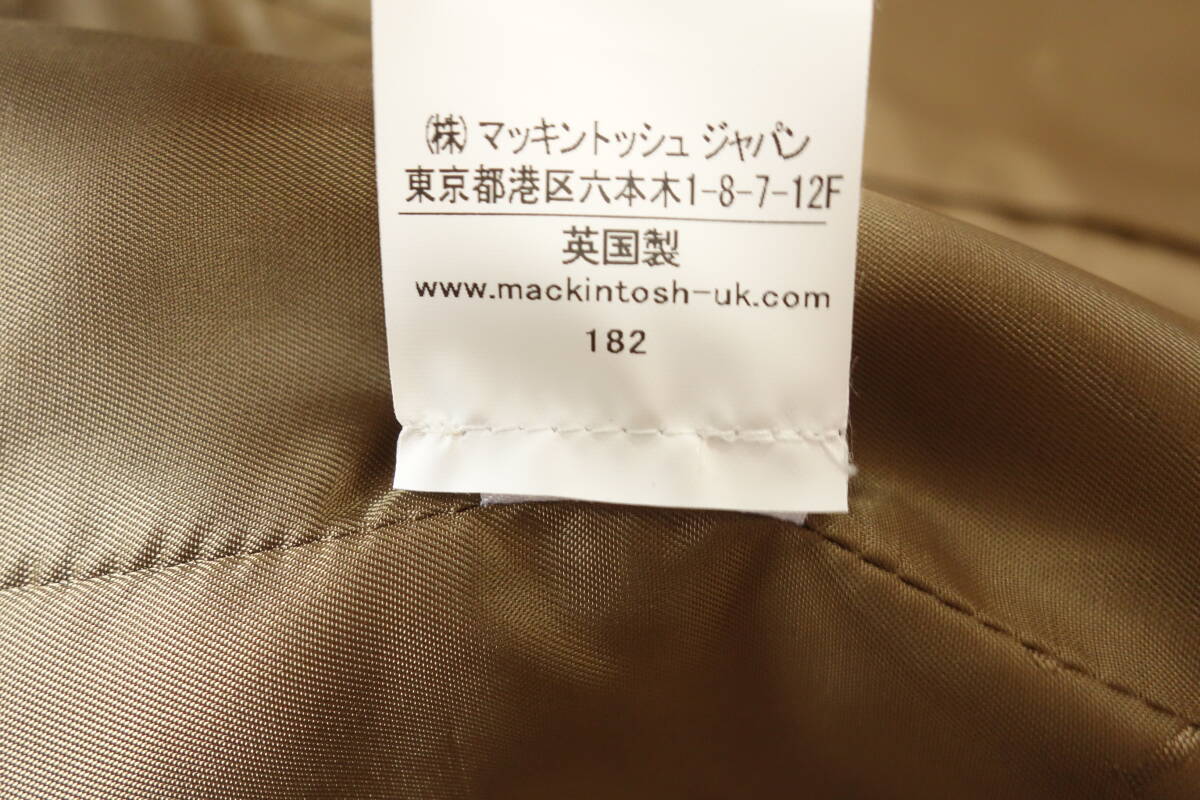 ㈱マッキントッシュ ジャパン
東京都港区六本木1-8-7-12F
英国製
www.mackintosh-uk.com
182